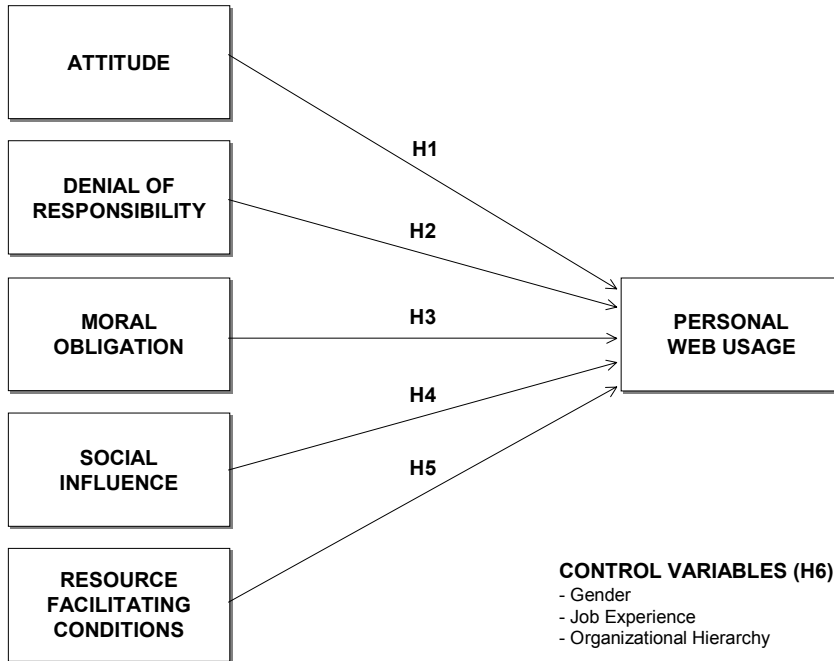 ATTITUDE
H1
DENIAL OF
RESPONSIBILITY
H2
MORAL
OBLIGATION
H3
PERSONAL
WEB USAGE
H4
SOCIAL
INFLUENCE
H5
RESOURCE
FACILITATING
CONDITIONS
CONTROL VARIABLES (H6)
- Gender
- Job Experience
- Organizational Hierarchy